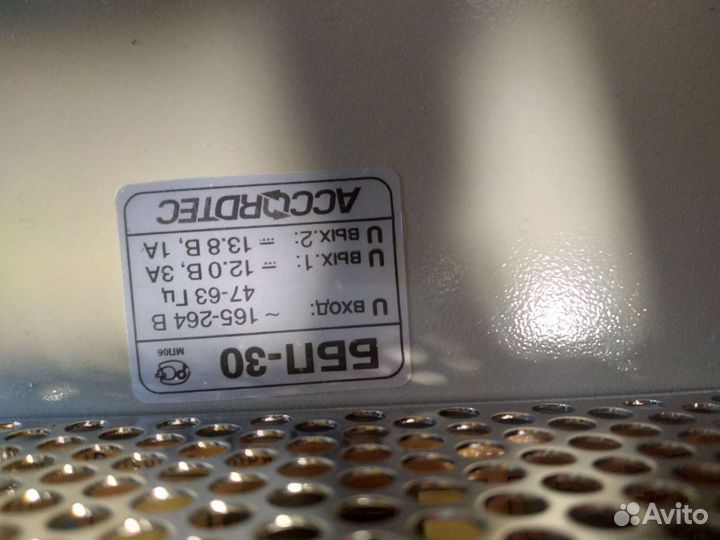 ББП-30
МП06
U ВХОД: ~ 165-264 В
47-63 Гц
U ВЫХ.1: ⎓ 12.0 В, 3А
U ВЫХ.2: ⎓ 13.8 В, 1А
ACCORDTEC
Avito